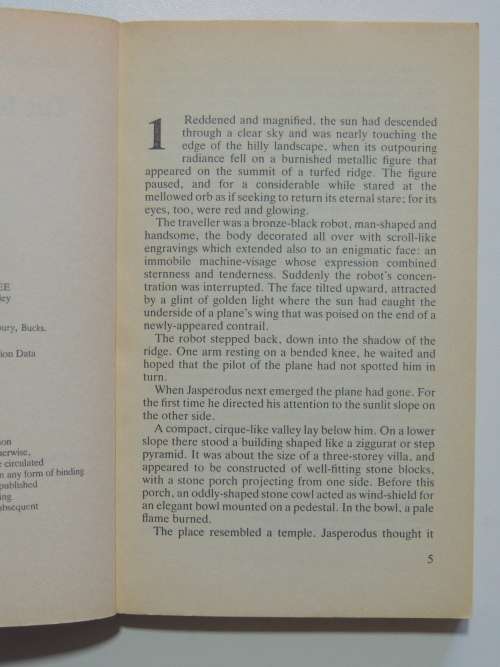 EE
ley
bury, Bucks.
tion Data
on
erwise,
e circulated
n any form of binding
published
ing
ubsequent
1 Reddened and magnified, the sun had descended
through a clear sky and was nearly touching the
edge of the hilly landscape, when its outpouring
radiance fell on a burnished metallic figure that
appeared on the summit of a turfed ridge. The figure
paused, and for a considerable while stared at the
mellowed orb as if seeking to return its eternal stare; for its
eyes, too, were red and glowing.
The traveller was a bronze-black robot, man-shaped and
handsome, the body decorated all over with scroll-like
engravings which extended also to an enigmatic face: an
immobile machine-visage whose expression combined
sternness and tenderness. Suddenly the robot's concen-
tration was interrupted. The face tilted upward, attracted
by a glint of golden light where the sun had caught the
underside of a plane's wing that was poised on the end of a
newly-appeared contrail.
The robot stepped back, down into the shadow of the
ridge. One arm resting on a bended knee, he waited and
hoped that the pilot of the plane had not spotted him in
turn.
When Jasperodus next emerged the plane had gone. For
the first time he directed his attention to the sunlit slope on
the other side.
A compact, cirque-like valley lay below him. On a lower
slope there stood a building shaped like a ziggurat or step
pyramid. It was about the size of a three-storey villa, and
appeared to be constructed of well-fitting stone blocks,
with a stone porch projecting from one side. Before this
porch, an oddly-shaped stone cowl acted as wind-shield for
an elegant bowl mounted on a pedestal. In the bowl, a pale
flame burned.
The place resembled a temple. Jasperodus thought it
5